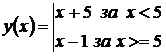 y(x)= | x+5 за x<5
x−1 за x>=5